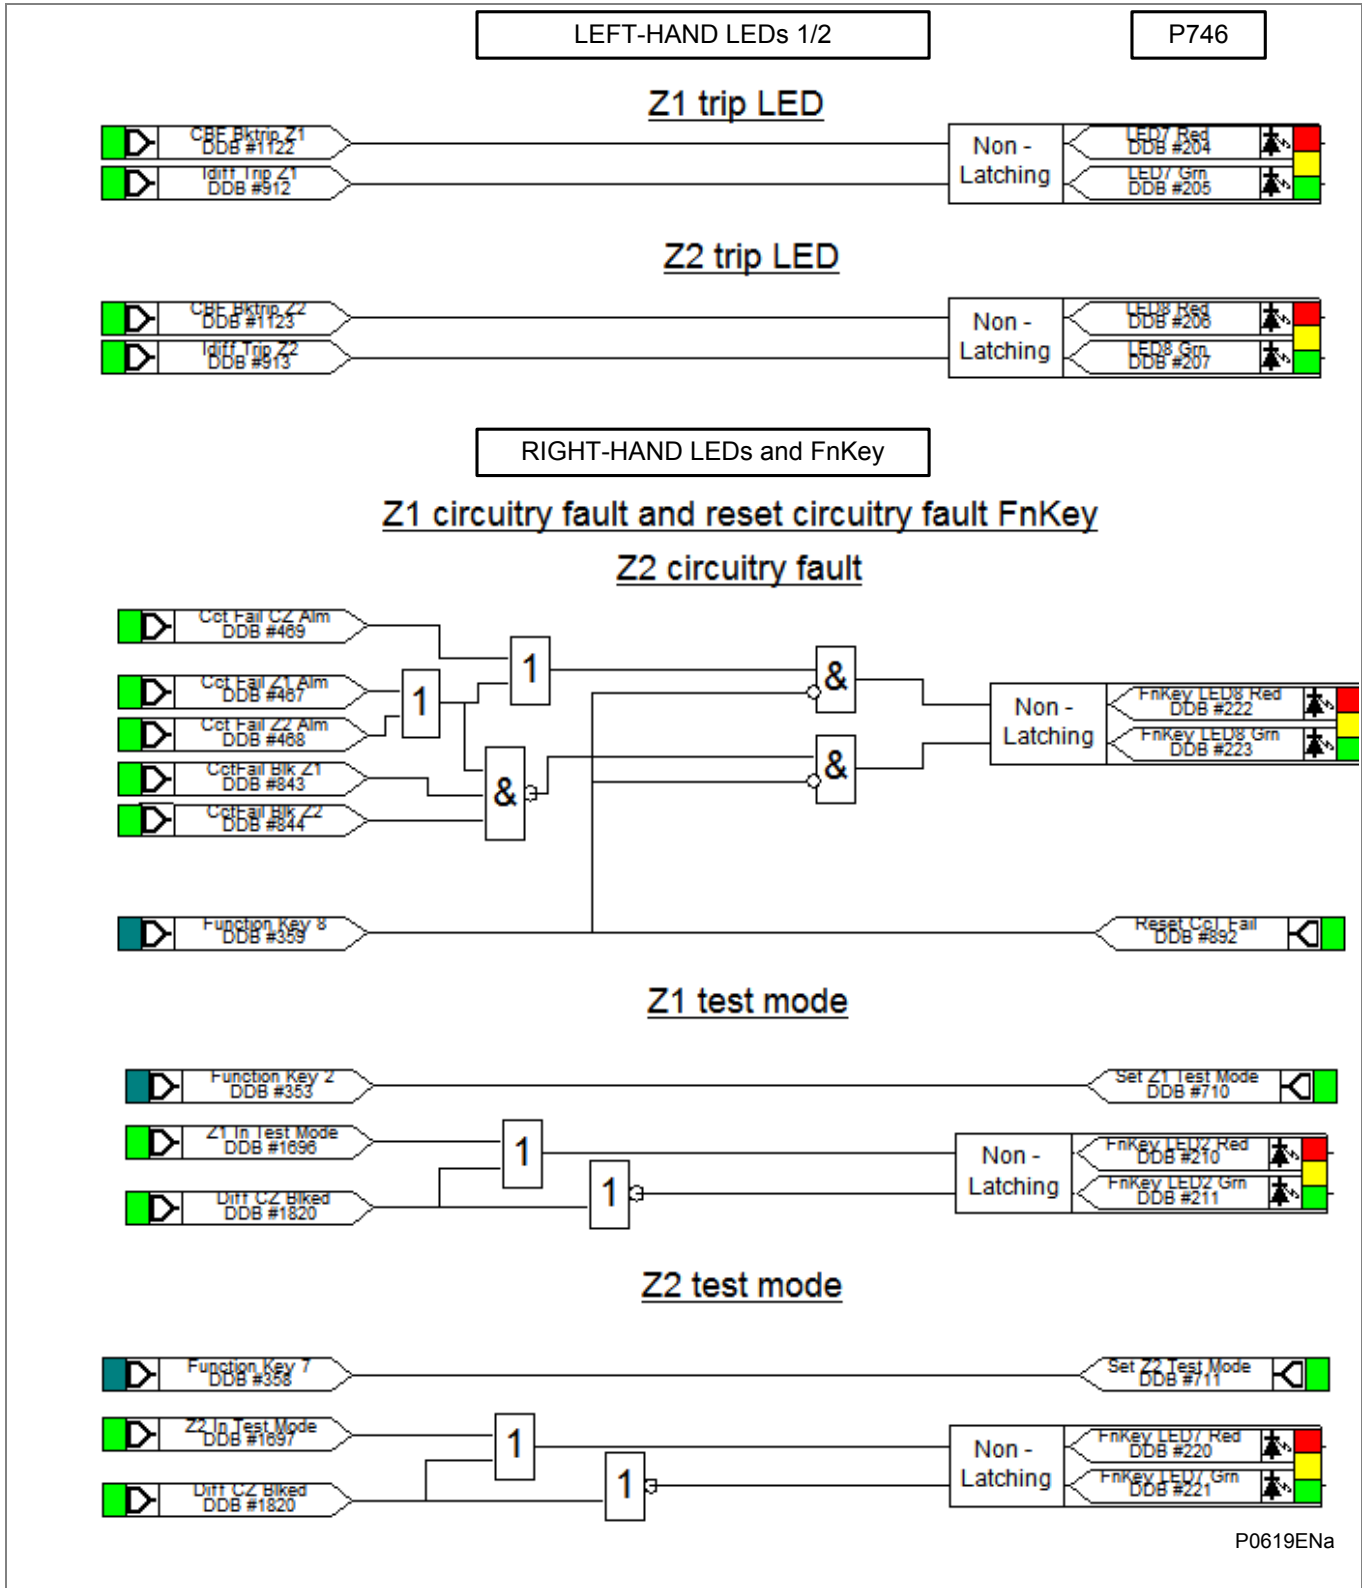 LEFT-HAND LEDs 1/2
P746
Z1 trip LED
CBF Bktrip Z1
DDB #1122
Idiff Trip Z1
DDB #912
Non -
Latching
LED7 Red
DDB #204
LED7 Grn
DDB #205
Z2 trip LED
CBF Bktrip Z2
DDB #1123
Idiff Trip Z2
DDB #913
Non -
Latching
LED8 Red
DDB #206
LED8 Grn
DDB #207
RIGHT-HAND LEDs and FnKey
Z1 circuitry fault and reset circuitry fault FnKey
Z2 circuitry fault
Cct Fail CZ Alm
DDB #469
Cct Fail Z1 Alm
DDB #467
Cct Fail Z2 Alm
DDB #468
CctFail Blk Z1
DDB #843
CctFail Blk Z2
DDB #844
1
1
&
&
&
Non -
Latching
FnKey LED8 Red
DDB #222
FnKey LED8 Grn
DDB #223
Function Key 8
DDB #359
Reset CcT Fail
DDB #892
Z1 test mode
Function Key 2
DDB #353
Set Z1 Test Mode
DDB #710
Z1 In Test Mode
DDB #1696
Diff CZ Blked
DDB #1820
1
1
Non -
Latching
FnKey LED2 Red
DDB #210
FnKey LED2 Grn
DDB #211
Z2 test mode
Function Key 7
DDB #358
Set Z2 Test Mode
DDB #711
Z2 In Test Mode
DDB #1697
Diff CZ Blked
DDB #1820
1
1
Non -
Latching
FnKey LED7 Red
DDB #220
FnKey LED7 Grn
DDB #221
P0619ENa